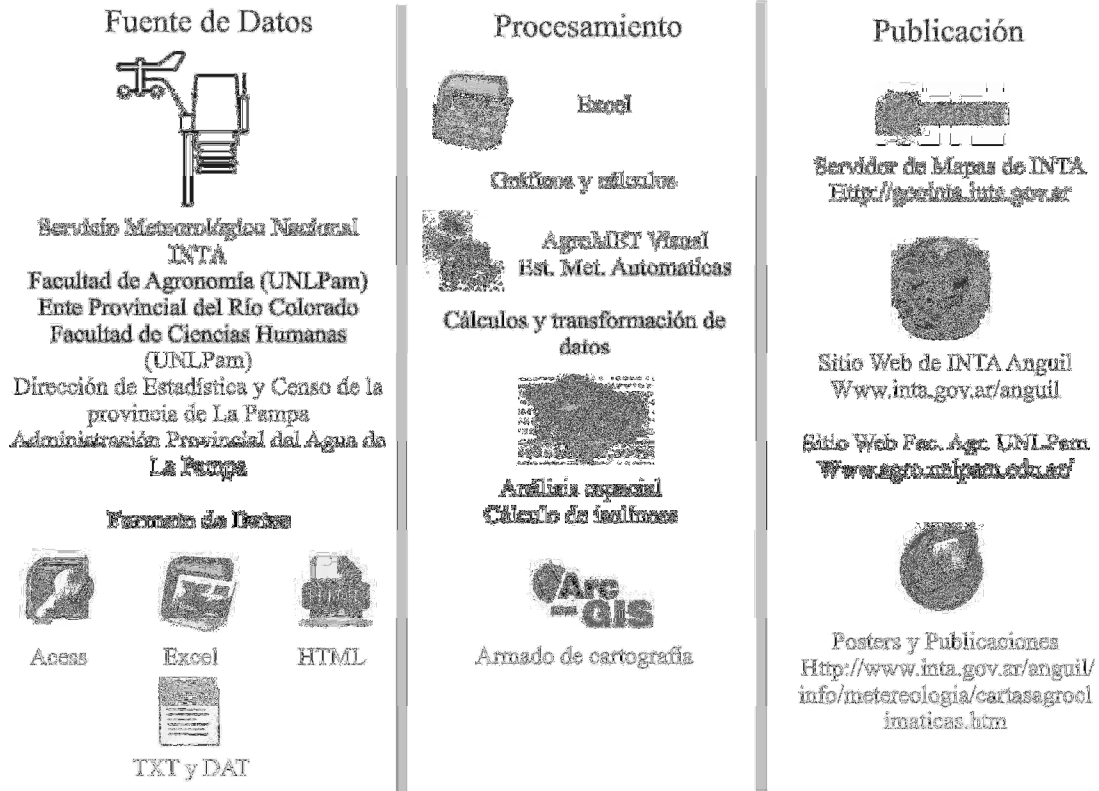 Fuente de Datos
Servicio Meteorológico Nacional
INTA
Facultad de Agronomía (UNLPam)
Ente Provincial del Río Colorado
Facultad de Ciencias Humanas
(UNLPam)
Dirección de Estadística y Censo de la
provincia de La Pampa
Administración Provincial del Agua de
La Pampa
Formato de Datos
Acess
Excel
HTML
TXT y DAT
Procesamiento
Excel
Gráficos y cálculos
AgroMET Visual
Est. Met. Automaticas
Cálculos y transformación de
datos
Análisis espacial
Cálculo de isolíneas
Arc
GIS
Armado de cartografía
Publicación
Servidor de Mapas de INTA
Http://geointa.inta.gov.ar
Sitio Web de INTA Anguil
Www.inta.gov.ar/anguil
Sitio Web Fac. Agr. UNLPam
Www.agro.unlpam.edu.ar/
Posters y Publicaciones
Http://www.inta.gov.ar/anguil/
info/metereologia/cartasagrocl
imaticas.htm